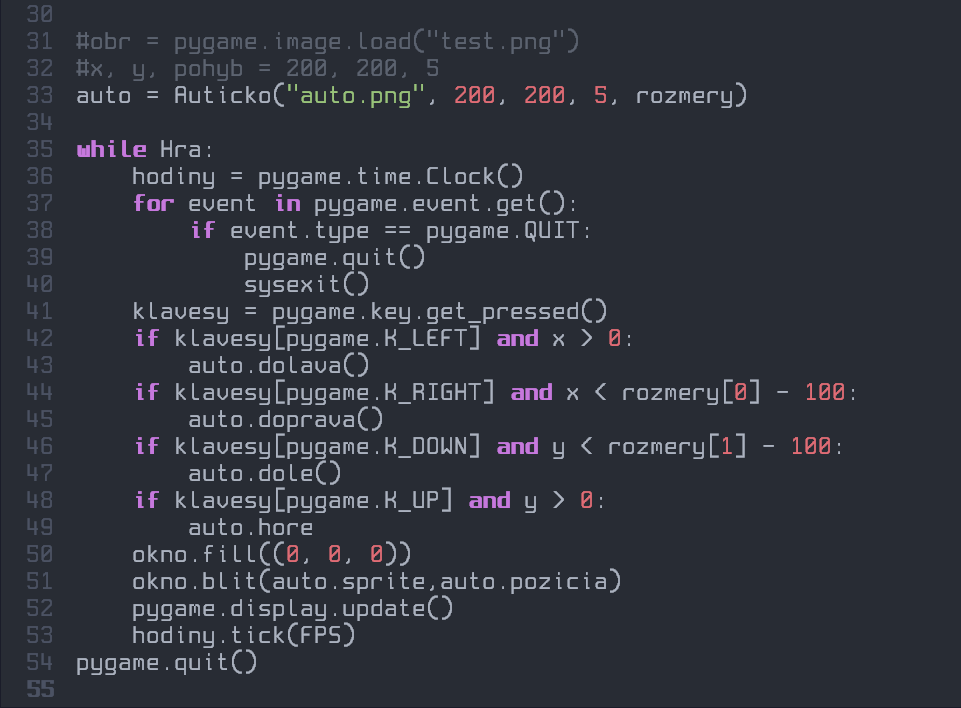 30
31 #obr = pygame.image.load("test.png")
32 #x, y, pohyb = 200, 200, 5
33 auto = Auticko("auto.png", 200, 200, 5, rozmery)
34
35 while Hra:
36     hodiny = pygame.time.Clock()
37     for event in pygame.event.get():
38         if event.type == pygame.QUIT:
39             pygame.quit()
40             sysexit()
41     klavesy = pygame.key.get_pressed()
42     if klavesy[pygame.K_LEFT] and x > 0:
43         auto.dolava()
44     if klavesy[pygame.K_RIGHT] and x < rozmery[0] - 100:
45         auto.doprava()
46     if klavesy[pygame.K_DOWN] and y < rozmery[1] - 100:
47         auto.dole()
48     if klavesy[pygame.K_UP] and y > 0:
49         auto.hore
50     okno.fill((0, 0, 0))
51     okno.blit(auto.sprite,auto.pozicia)
52     pygame.display.update()
53     hodiny.tick(FPS)
54 pygame.quit()
55